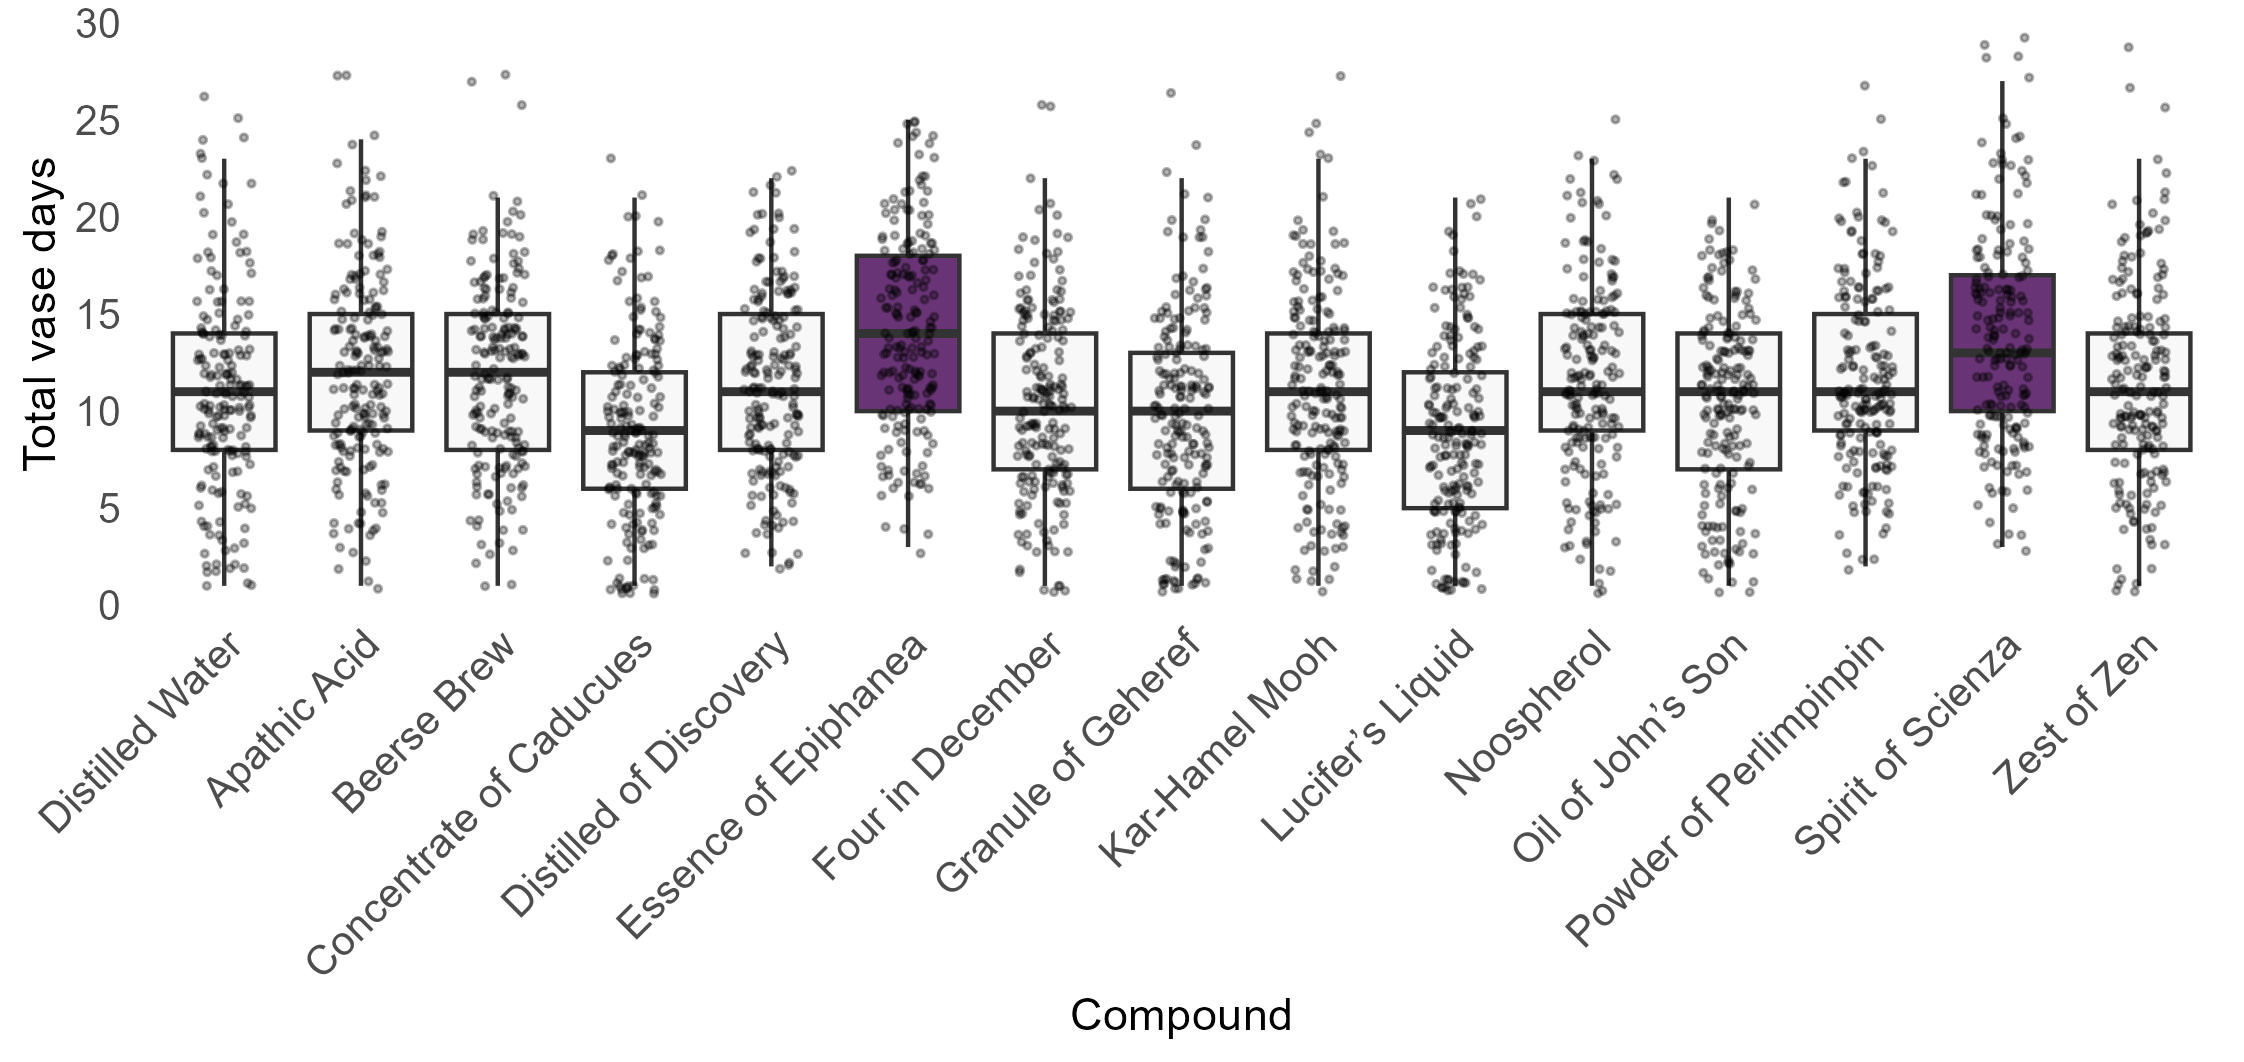 Total vase days
30
25
20
15
10
5
0
Distilled Water
Apathic Acid
Beerse Brew
Concentrate of Caducues
Distilled of Discovery
Essence of Epiphanea
Four in December
Granule of Geheref
Kar-Hamel Mooh
Lucifer’s Liquid
Noospherol
Oil of John’s Son
Powder of Perlimpinpin
Spirit of Scienza
Zest of Zen
Compound